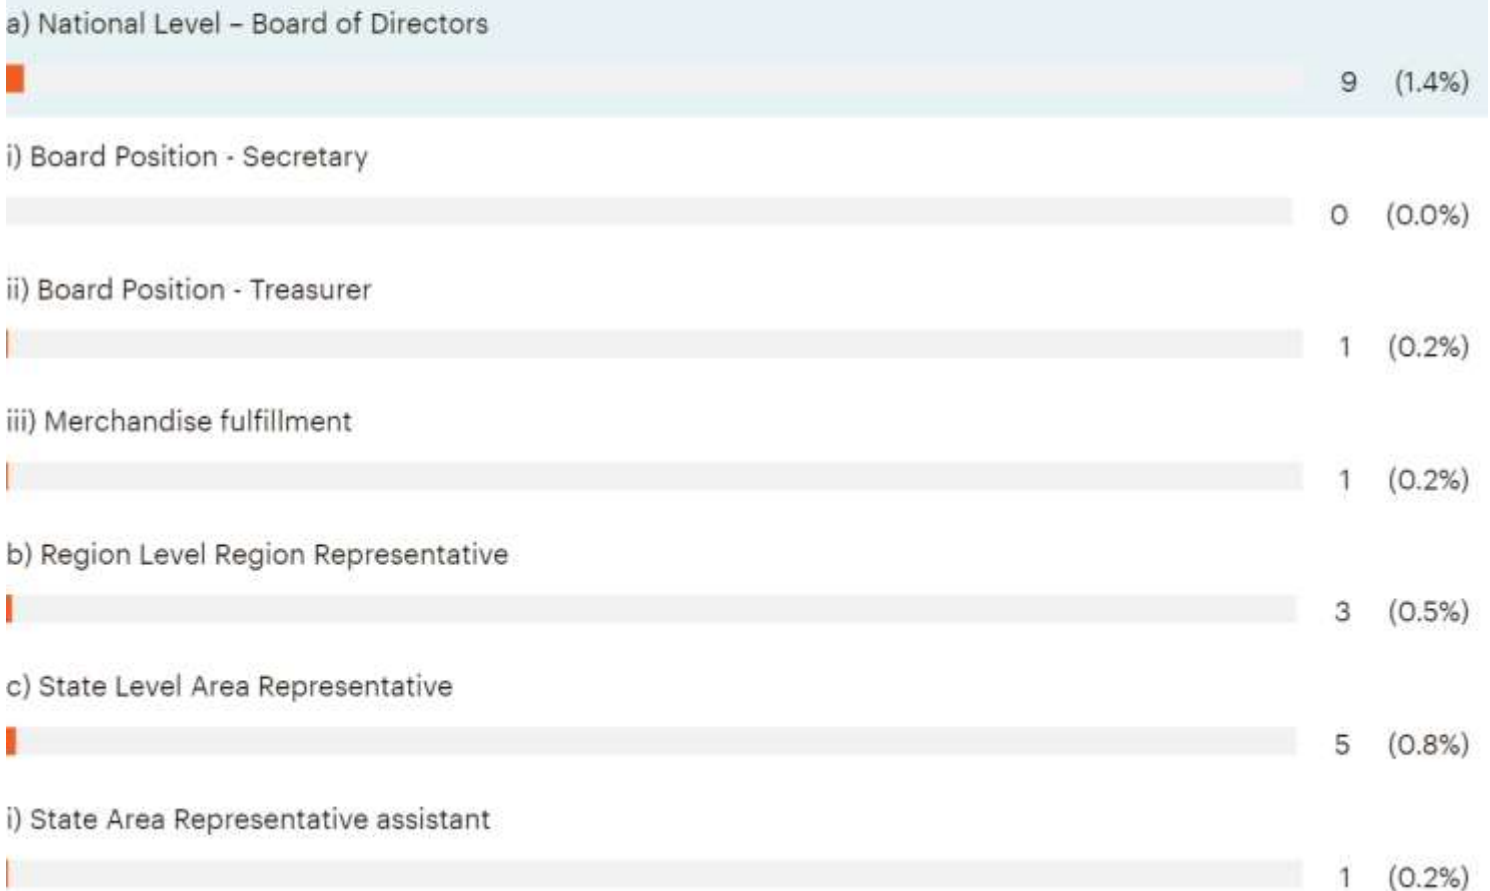 a) National Level – Board of Directors
9 (1.4%)
i) Board Position - Secretary
0 (0.0%)
ii) Board Position - Treasurer
1 (0.2%)
iii) Merchandise fulfillment
1 (0.2%)
b) Region Level Region Representative
3 (0.5%)
c) State Level Area Representative
5 (0.8%)
i) State Area Representative assistant
1 (0.2%)